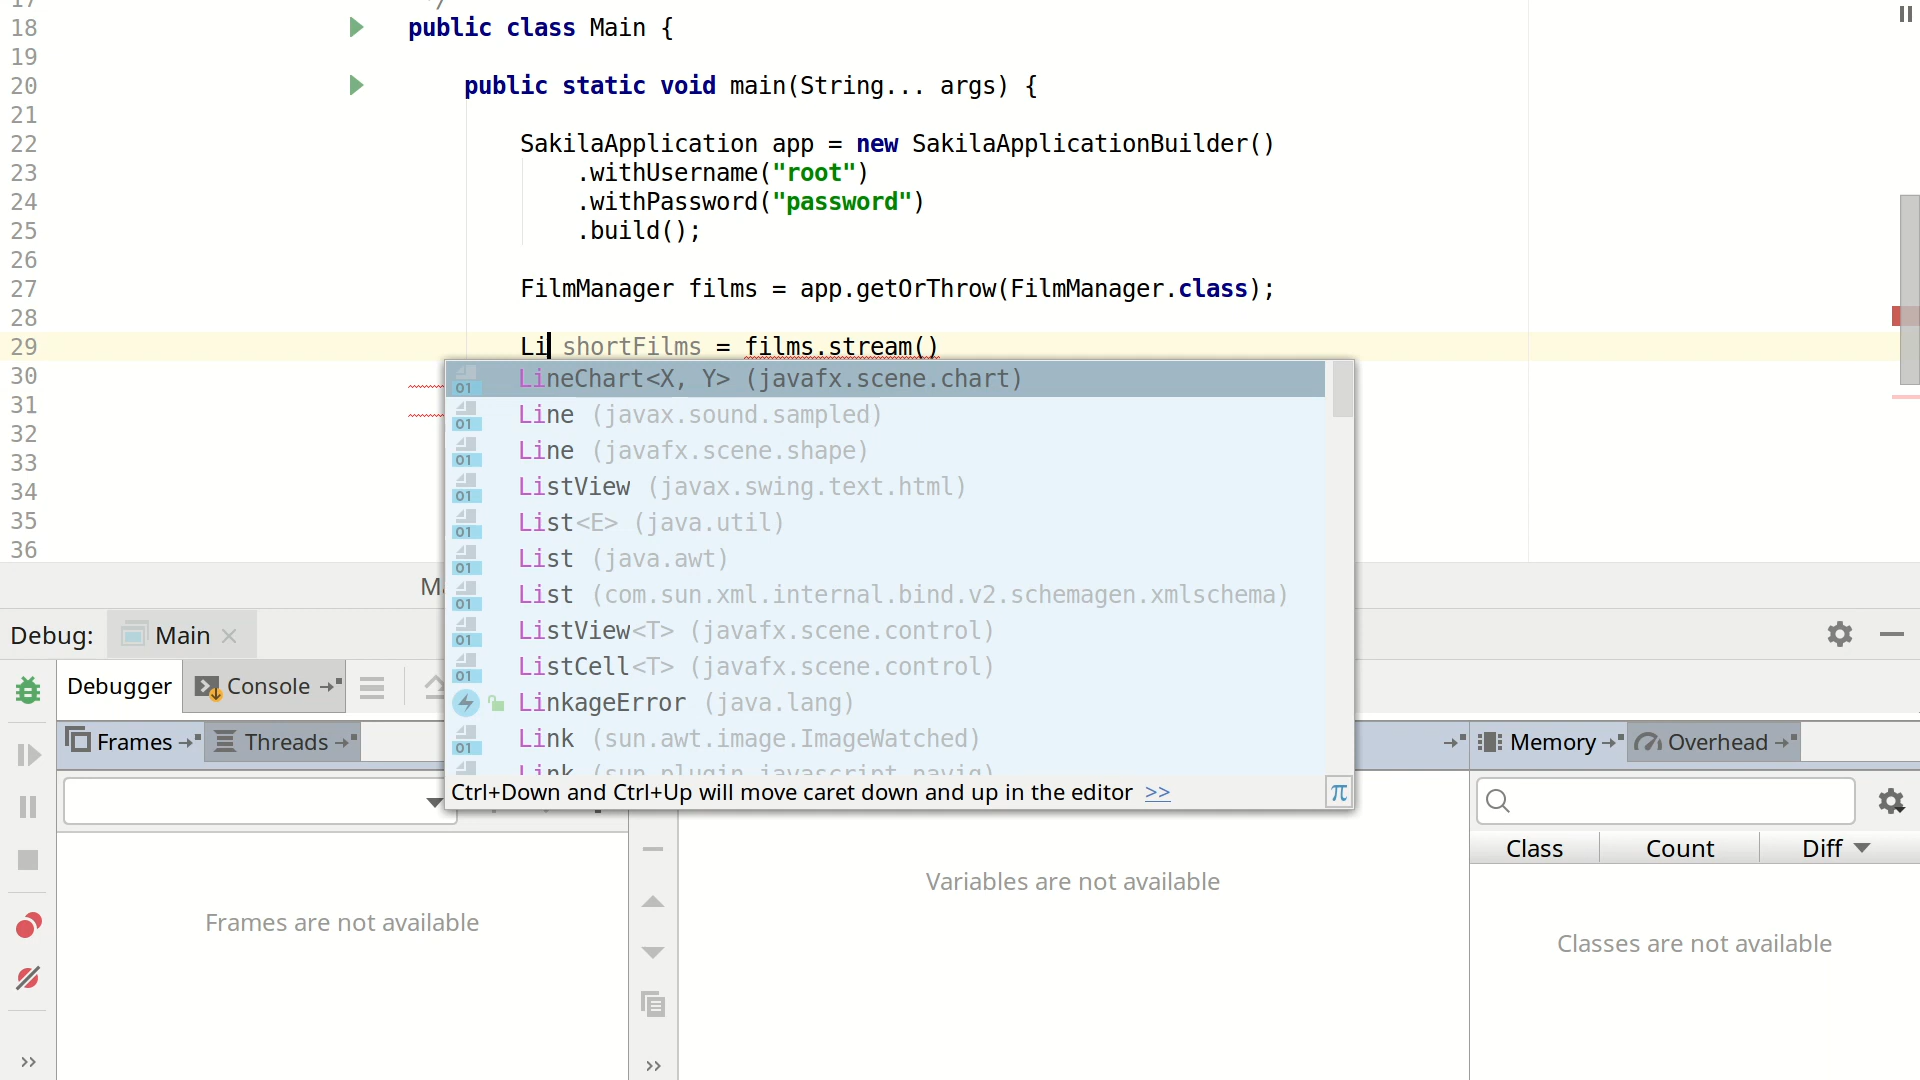 18 public class Main {
19
20 public static void main(String... args) {
21
22 SakilaApplication app = new SakilaApplicationBuilder()
23 .withUsername("root")
24 .withPassword("password")
25 .build();
26
27 FilmManager films = app.getOrThrow(FilmManager.class);
28
29 Li shortFilms = films.stream()
30
31
32
33
34
35
36
LineChart<X, Y> (javafx.scene.chart)
Line (javax.sound.sampled)
Line (javafx.scene.shape)
ListView (javax.swing.text.html)
List<E> (java.util)
List (java.awt)
List (com.sun.xml.internal.bind.v2.schemagen.xmlschema)
ListView<T> (javafx.scene.control)
ListCell<T> (javafx.scene.control)
LinkageError (java.lang)
Link (sun.awt.image.ImageWatched)
Ctrl+Down and Ctrl+Up will move caret down and up in the editor >>
π
Debug: Main
Debugger Console
Frames Threads
Memory Overhead
Class Count Diff
Frames are not available
Variables are not available
Classes are not available